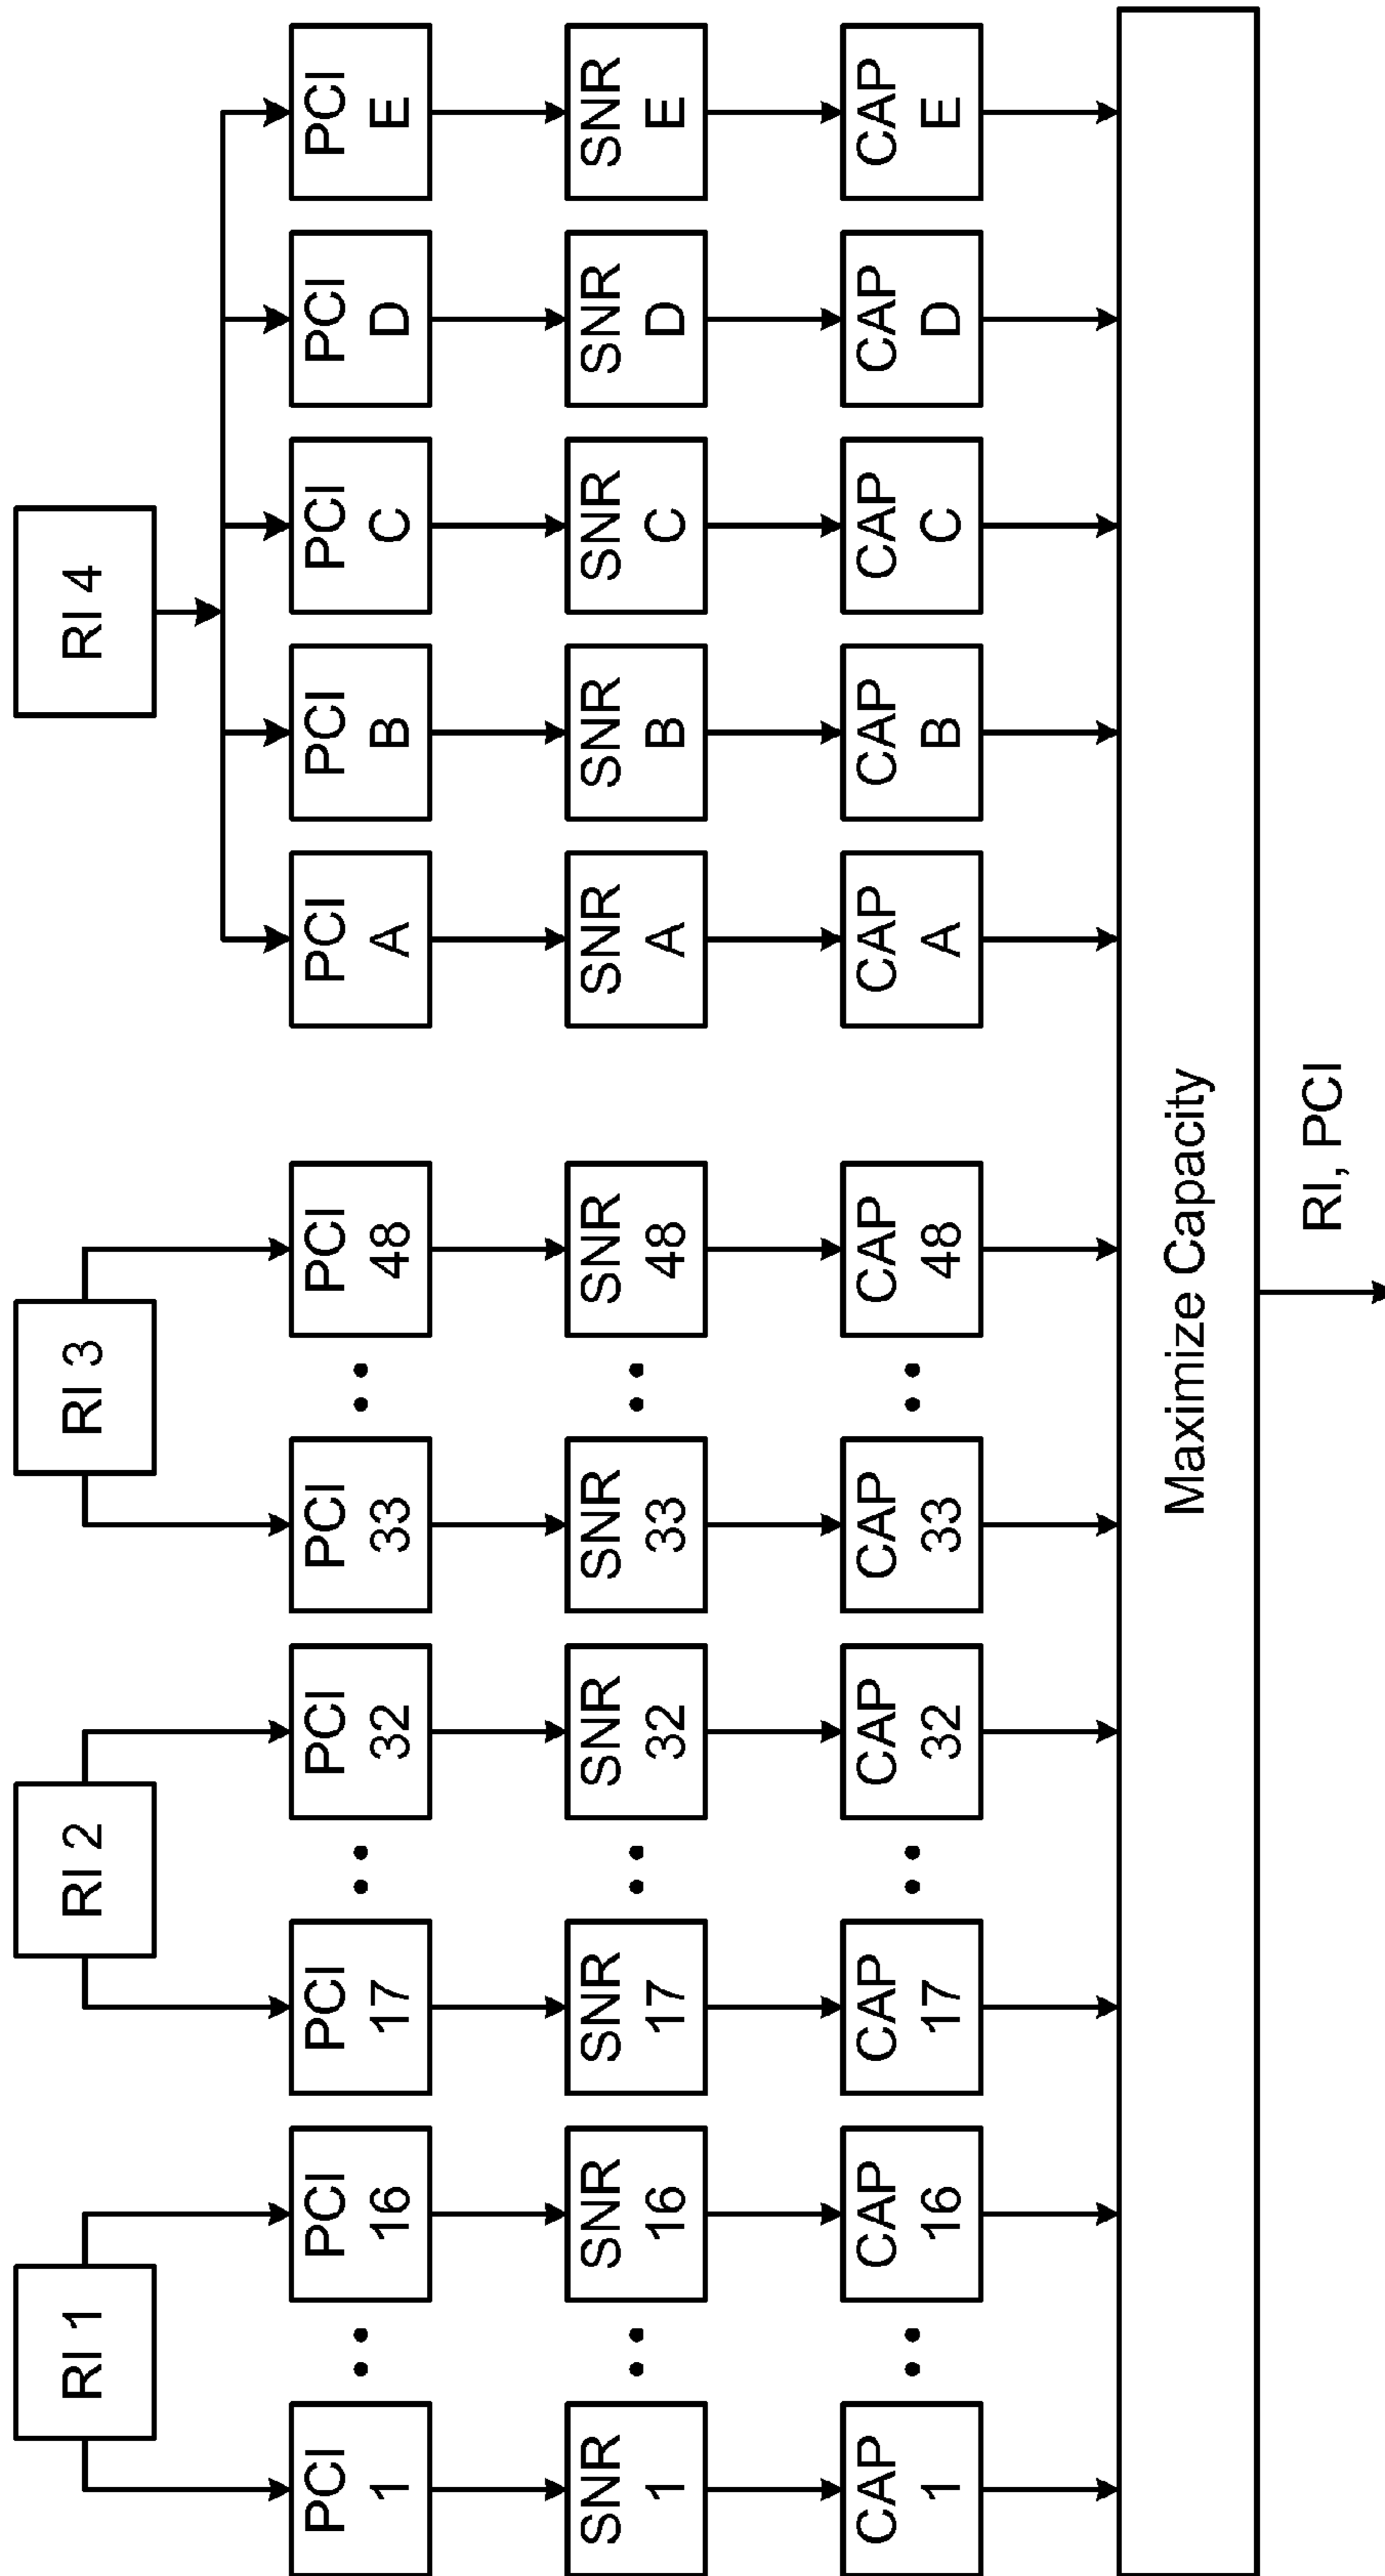 RI 1
RI 2
RI 3
RI 4
PCI
1
PCI
16
PCI
17
PCI
32
PCI
33
PCI
48
PCI
A
PCI
B
PCI
C
PCI
D
PCI
E
SNR
1
SNR
16
SNR
17
SNR
32
SNR
33
SNR
48
SNR
A
SNR
B
SNR
C
SNR
D
SNR
E
CAP
1
CAP
16
CAP
17
CAP
32
CAP
33
CAP
48
CAP
A
CAP
B
CAP
C
CAP
D
CAP
E
Maximize Capacity
RI, PCI